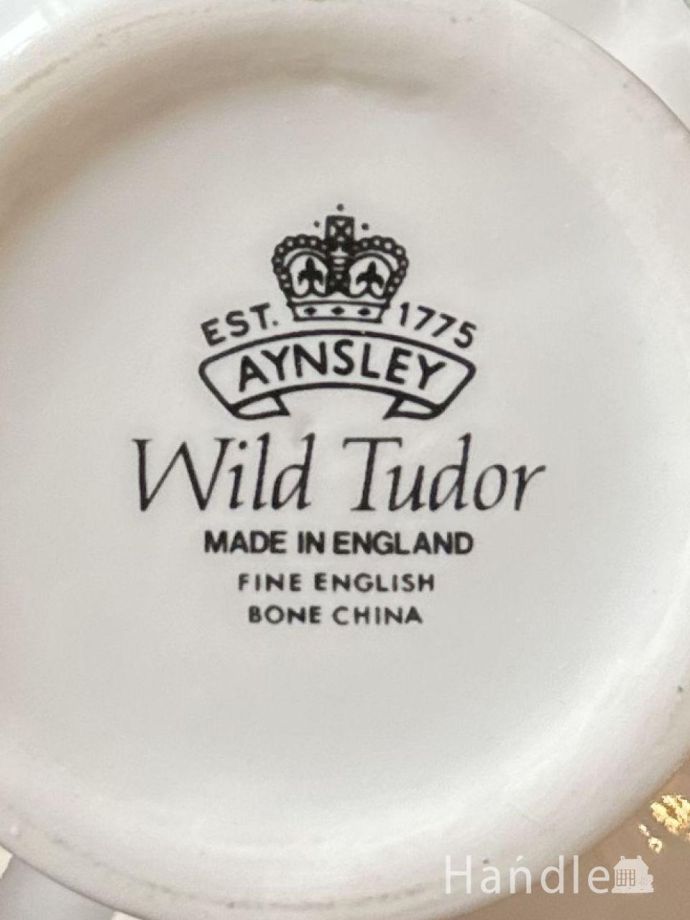 EST. 1775
AYNSLEY
Wild Tudor
MADE IN ENGLAND
FINE ENGLISH
BONE CHINA
Handle